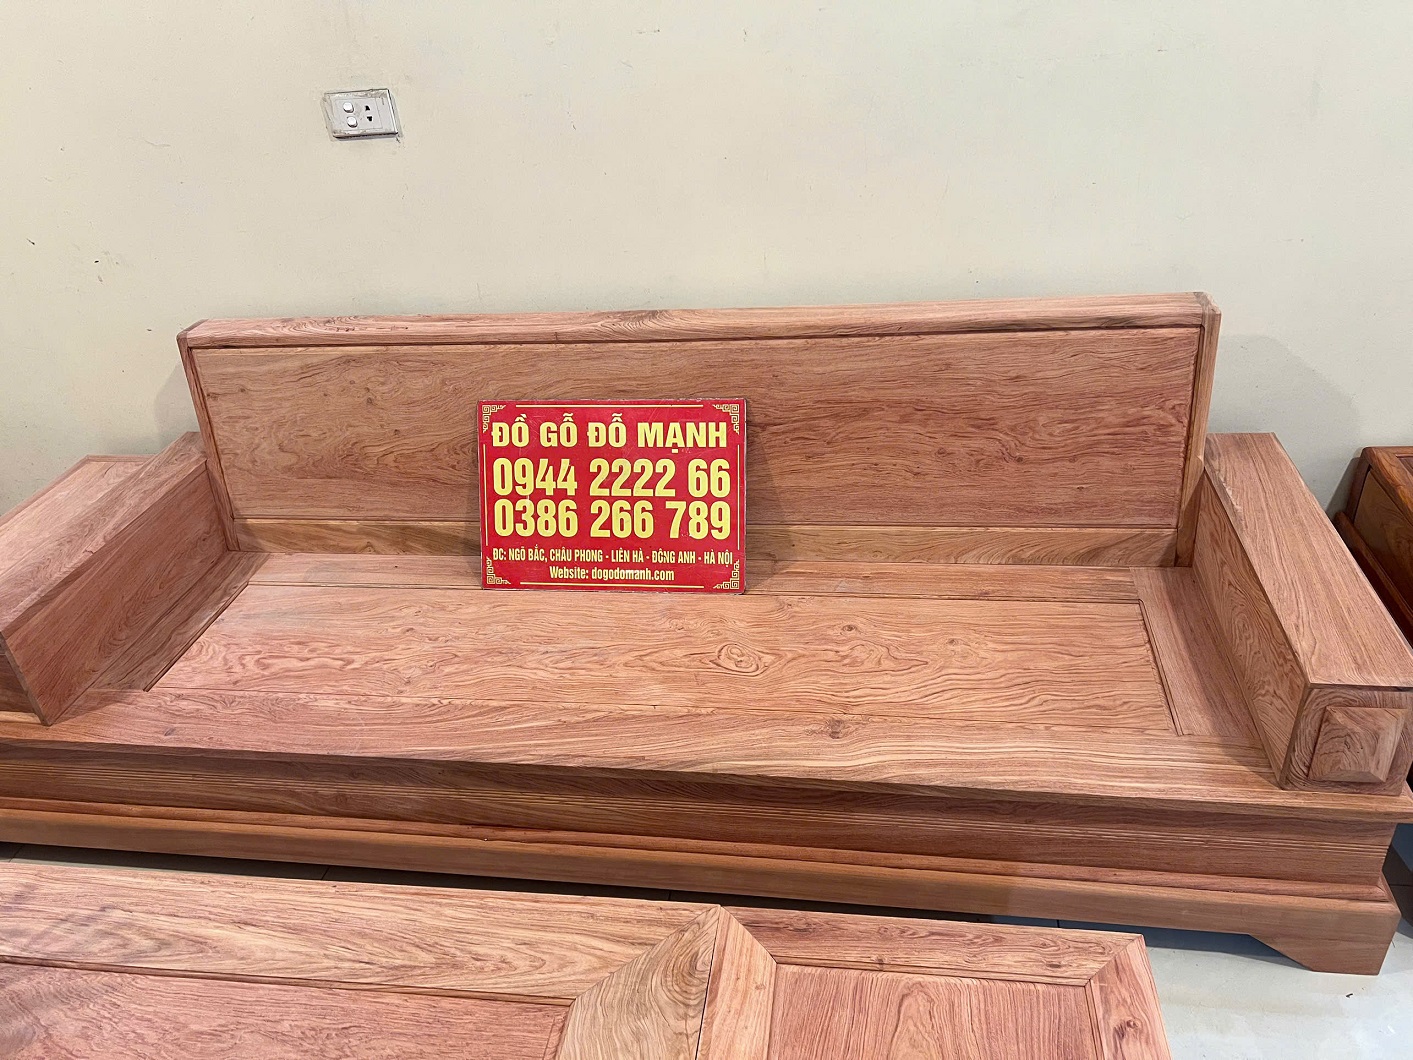 ĐỒ GỖ ĐỖ MẠNH
0944 2222 66
0386 266 789
ĐC: NGÕ BẮC, CHÂU PHONG - LIÊN HÀ - ĐÔNG ANH - HÀ NỘI
Website: dogodomanh.com